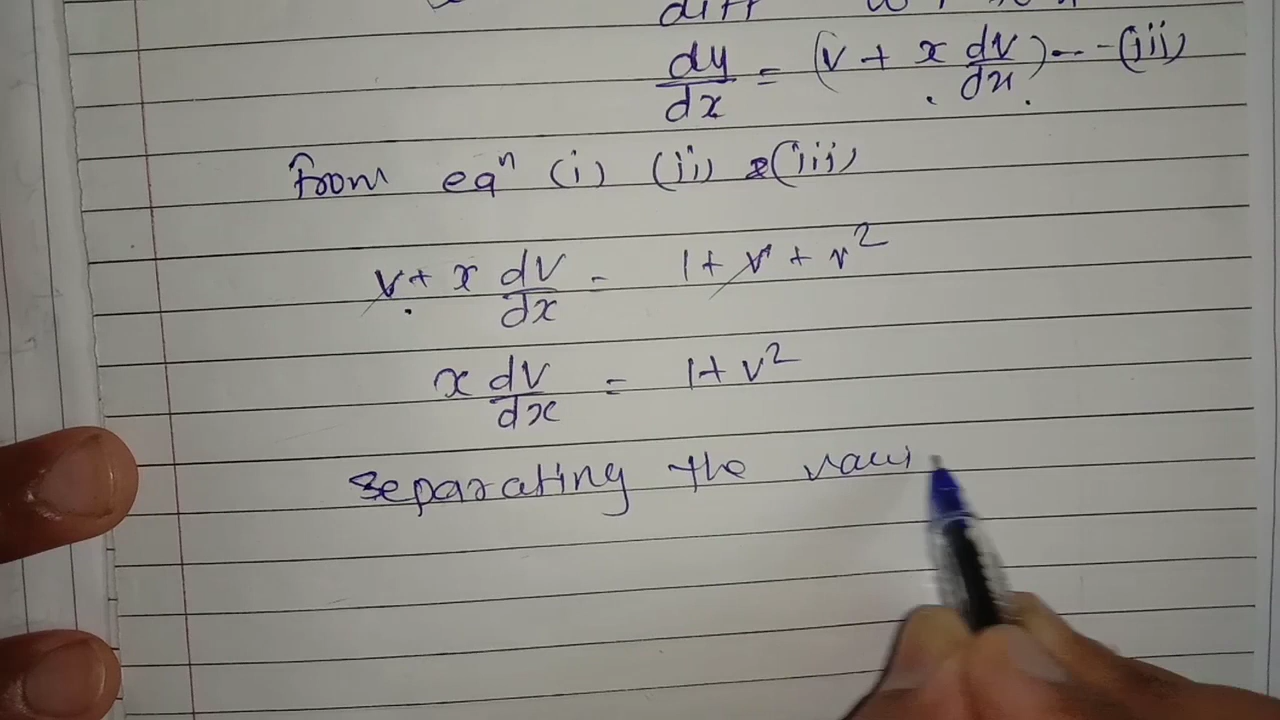 diff
dy/dx = (v + x dv/dx) --- (iii)
from eqⁿ (i) (ii) & (iii)
v + x dv/dx = 1 + v + v²
x dv/dx = 1 + v²
separating the vari